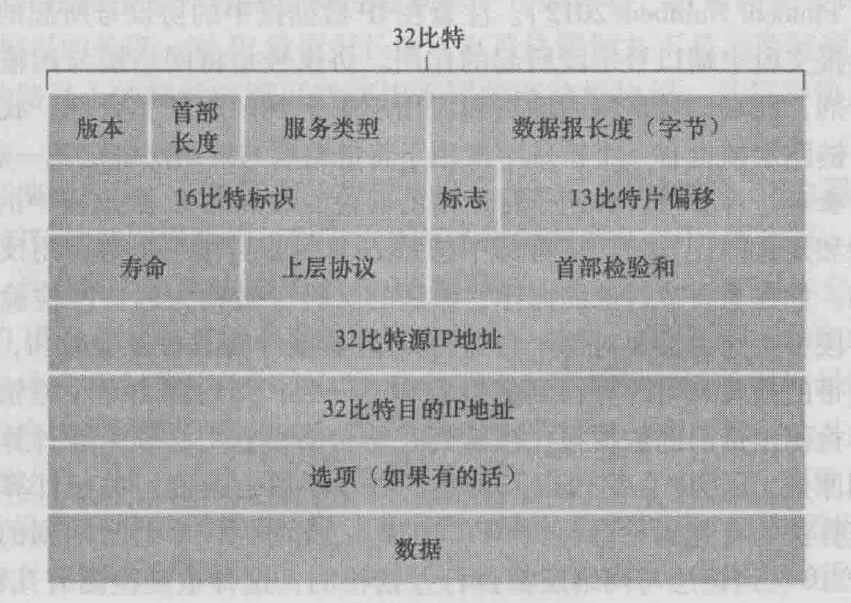 32比特
版本 首部长度 服务类型 数据报长度（字节）
16比特标识 标志 13比特片偏移
寿命 上层协议 首部检验和
32比特源IP地址
32比特目的IP地址
选项（如果有的话）
数据